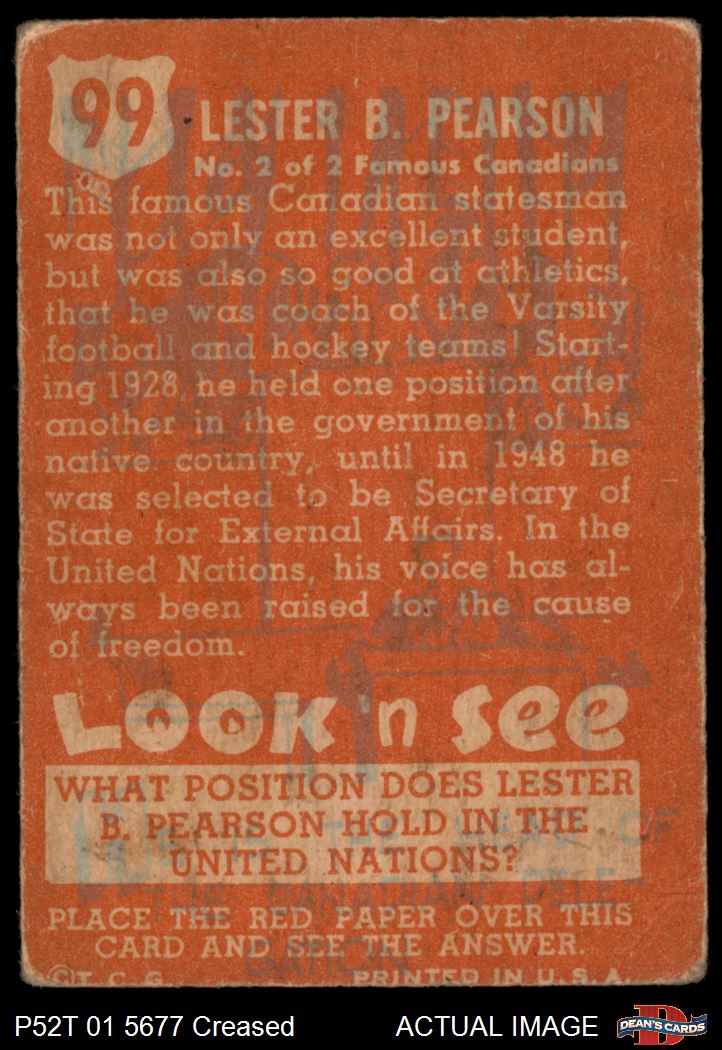 99
LESTER B. PEARSON
No. 2 of 2 Famous Canadians
This famous Canadian statesman
was not only an excellent student,
but was also so good at athletics,
that he was coach of the Varsity
football and hockey teams! Start-
ing 1928, he held one position after
another in the government of his
native country, until in 1948 he
was selected to be Secretary of
State for External Affairs. In the
United Nations, his voice has al-
ways been raised for the cause
of freedom.
LOOK 'n SEE
WHAT POSITION DOES LESTER
B. PEARSON HOLD IN THE
UNITED NATIONS?
HEAD OF
THE CANADIAN DELE-
GATION
PLACE THE RED PAPER OVER THIS
CARD AND SEE THE ANSWER.
©T.C.G. PRINTED IN U.S.A.
P52T 01 5677 Creased ACTUAL IMAGE DEAN'S CARDS